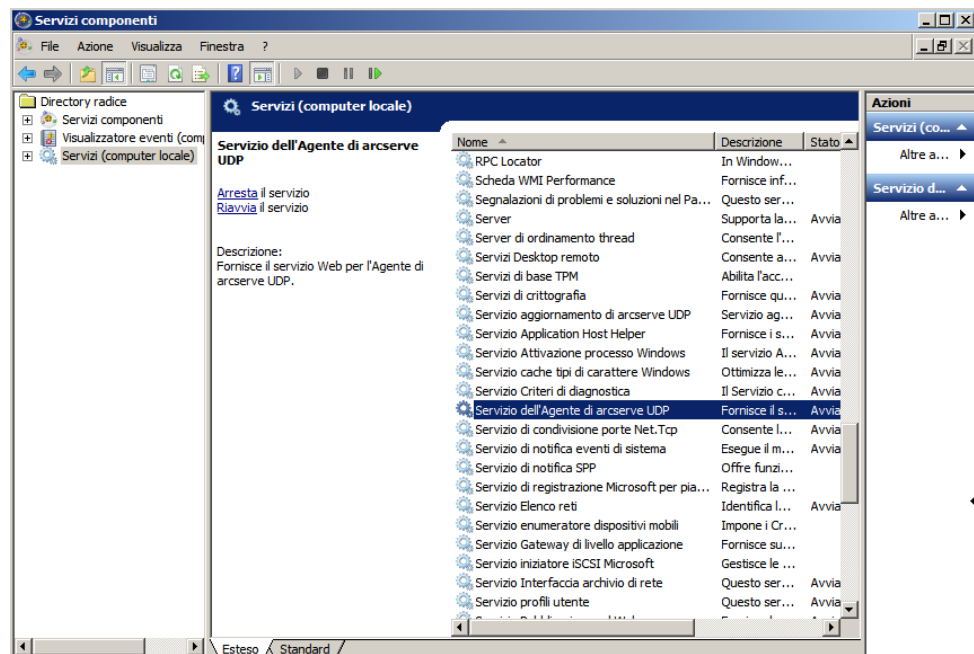 Servizi componenti
File Azione Visualizza Finestra ?
Directory radice
Servizi componenti
Visualizzatore eventi (com
Servizi (computer locale)
Servizi (computer locale)
Servizio dell'Agente di arcserve
UDP
Arresta il servizio
Riavvia il servizio
Descrizione:
Fornisce il servizio Web per l'Agente di
arcserve UDP.
Nome Descrizione Stato
RPC Locator In Window...
Scheda WMI Performance Fornisce inf...
Segnalazioni di problemi e soluzioni nel Pa... Questo ser...
Server Supporta la... Avvia
Server di ordinamento thread Consente l'...
Servizi Desktop remoto Consente a... Avvia
Servizi di base TPM Abilita l'acc...
Servizi di crittografia Fornisce qu... Avvia
Servizio aggiornamento di arcserve UDP Servizio ag... Avvia
Servizio Application Host Helper Fornisce i s... Avvia
Servizio Attivazione processo Windows Il servizio A... Avvia
Servizio cache tipi di carattere Windows Ottimizza le... Avvia
Servizio Criteri di diagnostica Il Servizio c... Avvia
Servizio dell'Agente di arcserve UDP Fornisce il s... Avvia
Servizio di condivisione porte Net.Tcp Consente l... Avvia
Servizio di notifica eventi di sistema Esegue il m... Avvia
Servizio di notifica SPP Offre funzi...
Servizio di registrazione Microsoft per pia... Registra la ...
Servizio Elenco reti Identifica l... Avvia
Servizio enumeratore dispositivi mobili Impone i Cr...
Servizio Gateway di livello applicazione Fornisce su...
Servizio iniziatore iSCSI Microsoft Gestisce le ...
Servizio Interfaccia archivio di rete Questo ser... Avvia
Servizio profili utente Questo ser... Avvia
Esteso Standard
Azioni
Servizi (co...
Altre a...
Servizio d...
Altre a...